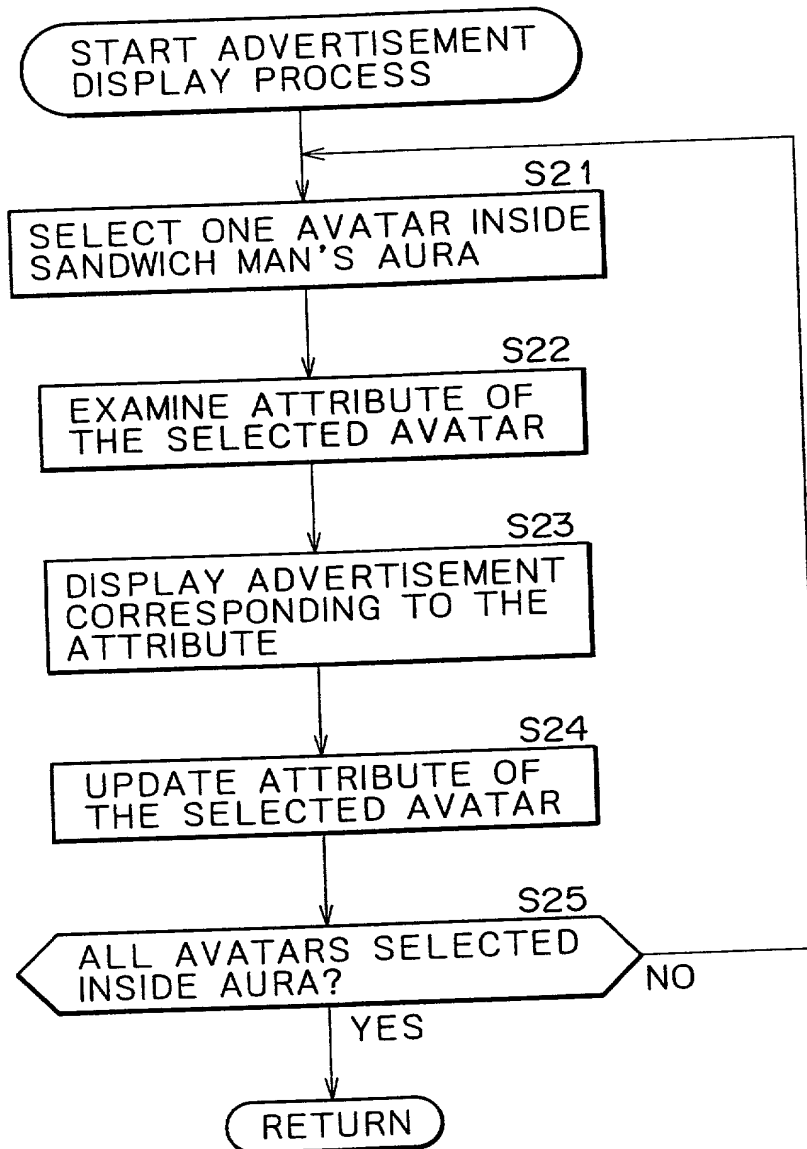 START ADVERTISEMENT
DISPLAY PROCESS
S21
SELECT ONE AVATAR INSIDE
SANDWICH MAN'S AURA
S22
EXAMINE ATTRIBUTE OF
THE SELECTED AVATAR
S23
DISPLAY ADVERTISEMENT
CORRESPONDING TO THE
ATTRIBUTE
S24
UPDATE ATTRIBUTE OF
THE SELECTED AVATAR
S25
ALL AVATARS SELECTED
INSIDE AURA?
NO
YES
RETURN